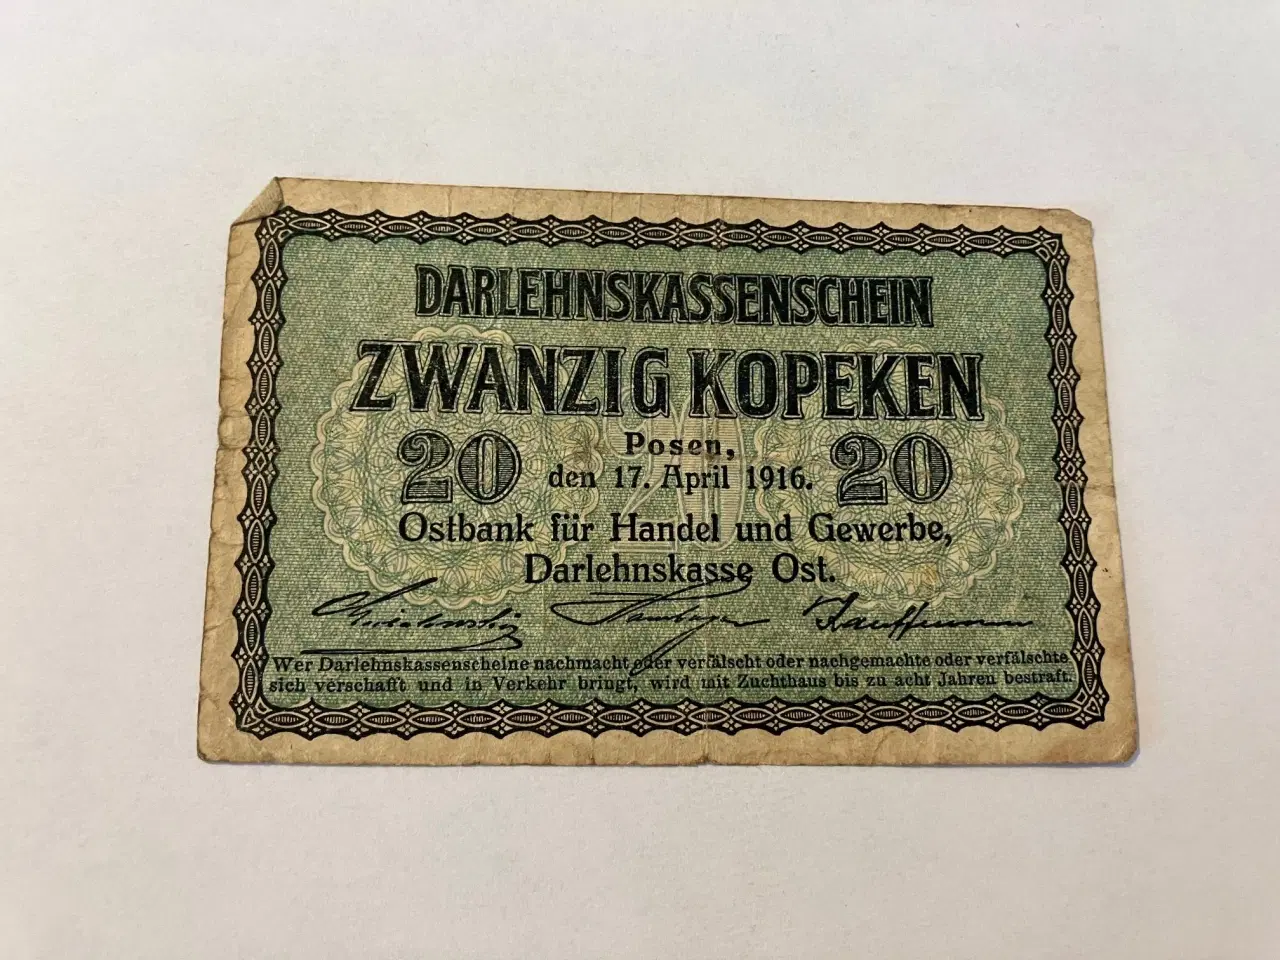 DARLEHNSKASSENSCHEIN
ZWANZIG KOPEKEN
20 Posen, 20
den 17. April 1916.
20
Ostbank für Handel und Gewerbe,
Darlehnskasse Ost.
Kauffmann
Wer Darlehnskassenscheine nachmacht oder verfälscht oder nachgemachte oder verfälschte
sich verschafft und in Verkehr bringt, wird mit Zuchthaus bis zu acht Jahren bestraft.